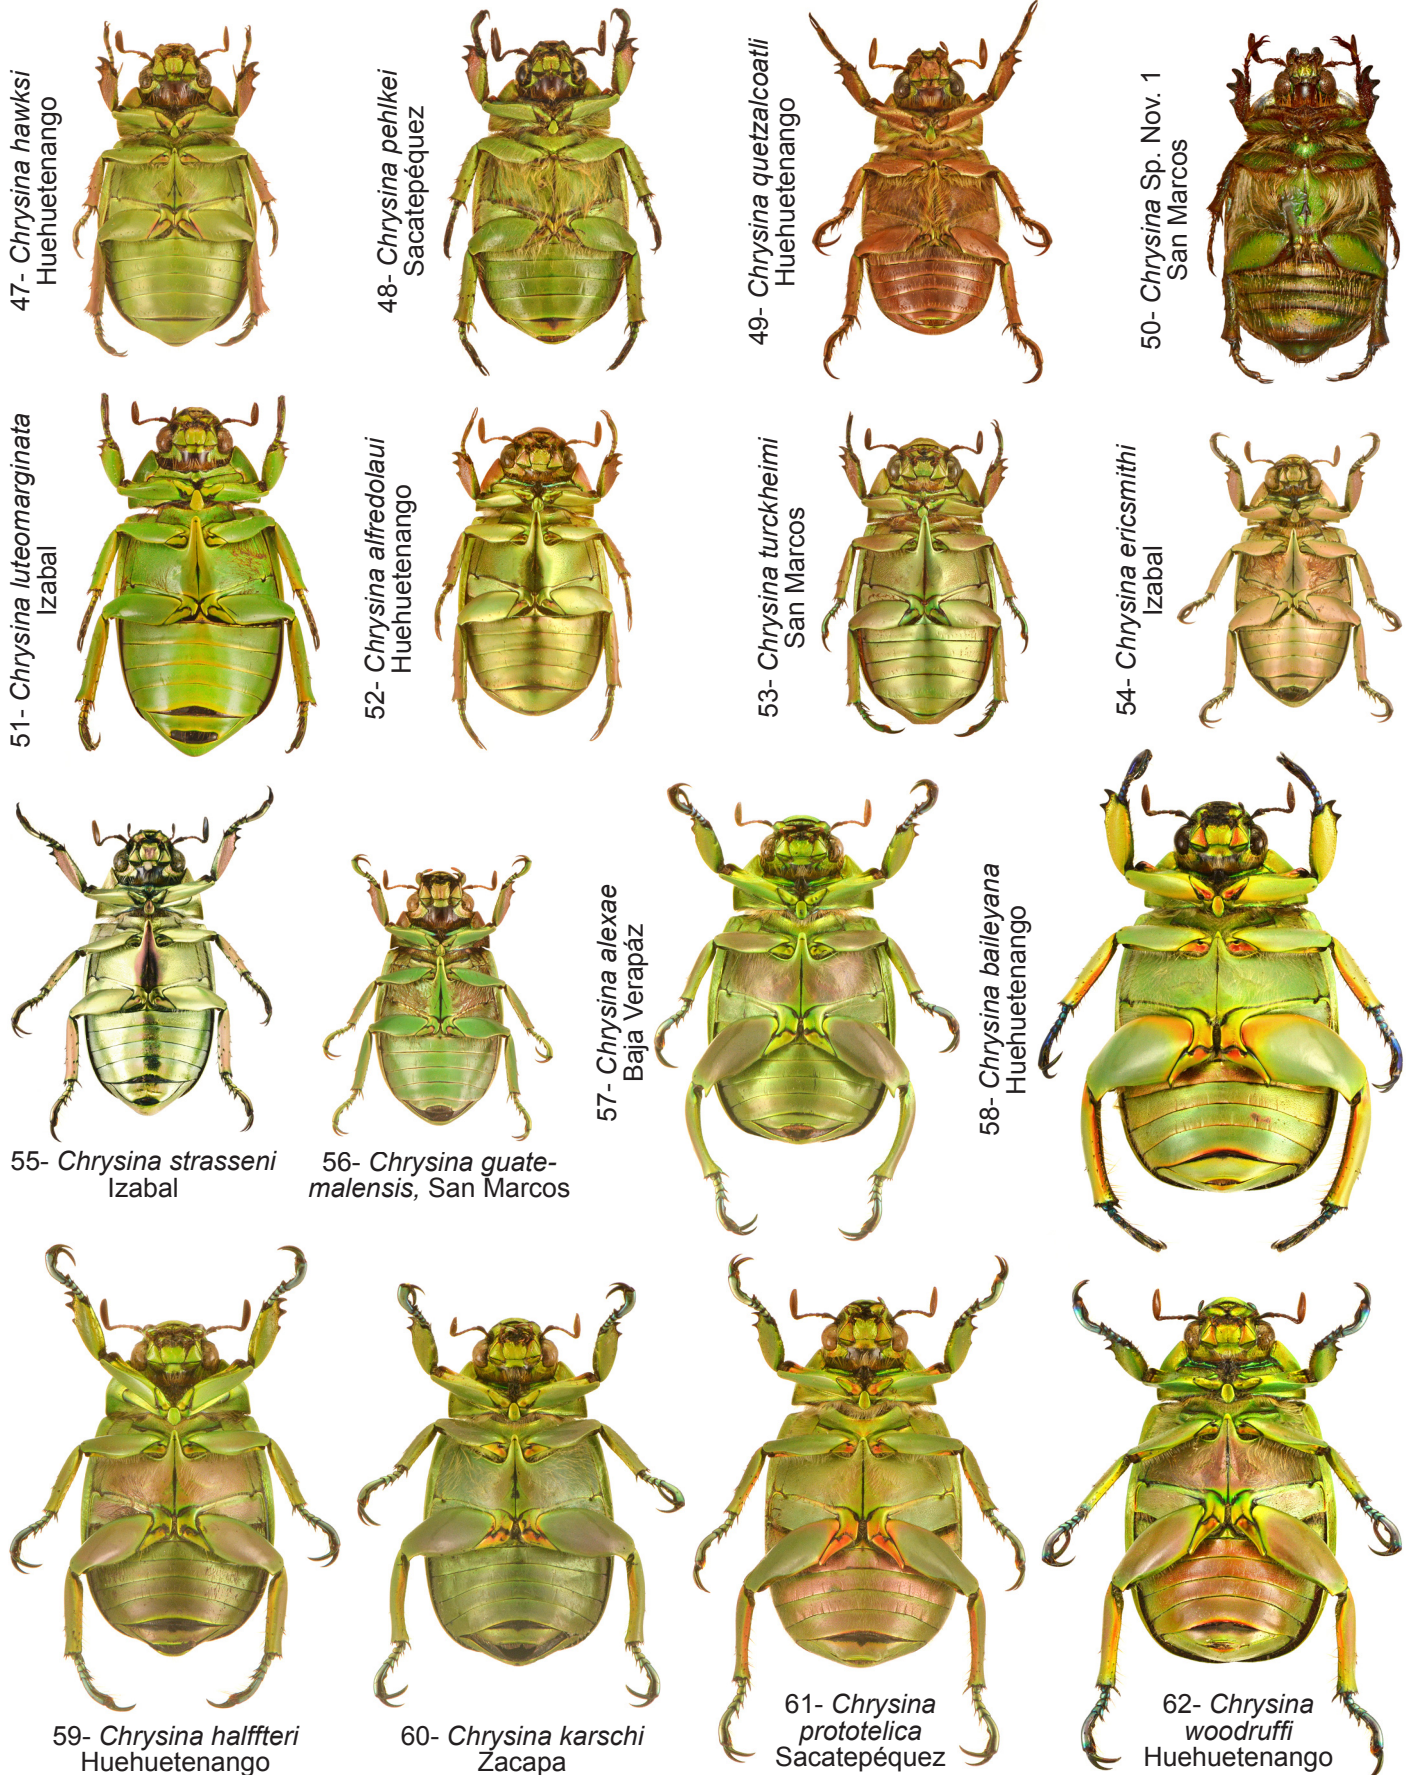 47- Chrysina hawksi
Huehuetenango
48- Chrysina pehlkei
Sacatepéquez
49- Chrysina quetzalcoatli
Huehuetenango
50- Chrysina Sp. Nov. 1
San Marcos
51- Chrysina luteomarginata
Izabal
52- Chrysina alfredolaui
Huehuetenango
53- Chrysina turckheimi
San Marcos
54- Chrysina ericsmithi
Izabal
55- Chrysina strasseni
Izabal
56- Chrysina guate-
malensis, San Marcos
57- Chrysina alexae
Baja Verapáz
58- Chrysina baileyana
Huehuetenango
59- Chrysina halffteri
Huehuetenango
60- Chrysina karschi
Zacapa
61- Chrysina
prototelica
Sacatepéquez
62- Chrysina
woodruffi
Huehuetenango